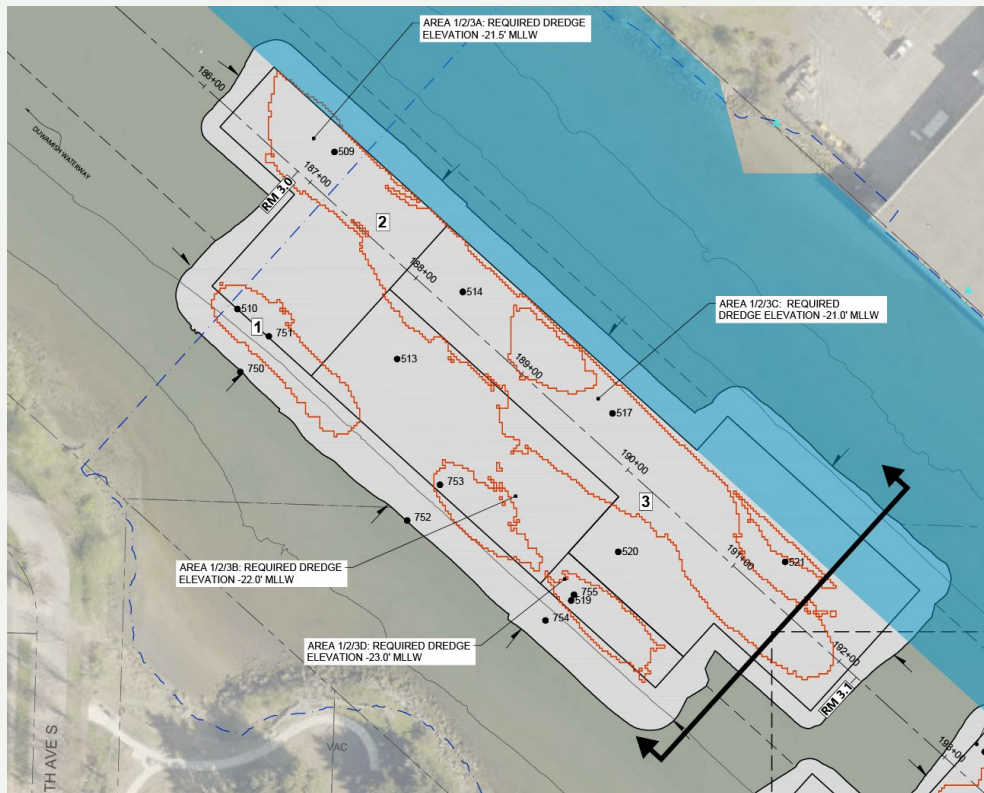 AREA 1/2/3A: REQUIRED DREDGE
ELEVATION -21.5' MLLW
186+00
DUWAMISH WATERWAY
509
187+00
RM 3.0
2
188+00
514
510
1
751
513
750
AREA 1/2/3C: REQUIRED
DREDGE ELEVATION -21.0' MLLW
189+00
517
190+00
753
3
752
520
191+00
521
AREA 1/2/3B: REQUIRED DREDGE
ELEVATION -22.0' MLLW
755
519
754
AREA 1/2/3D: REQUIRED DREDGE
ELEVATION -23.0' MLLW
192+00
RM 3.1
VAC
TH AVE S
193+00